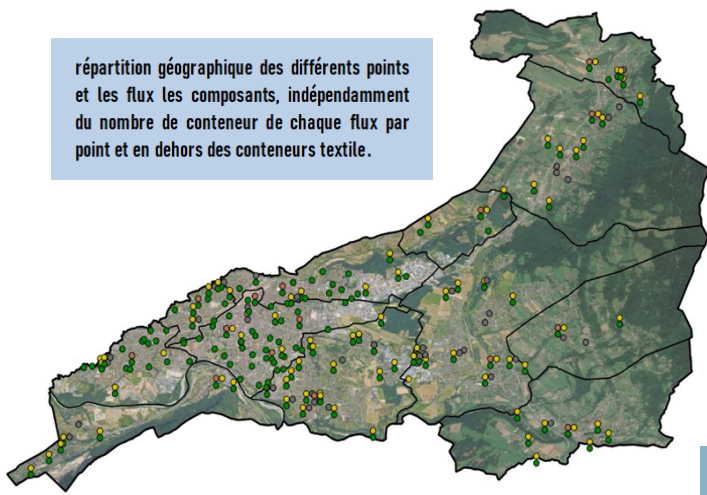 répartition géographique des différents points
et les flux les composants, indépendamment
du nombre de conteneur de chaque flux par
point et en dehors des conteneurs textile.